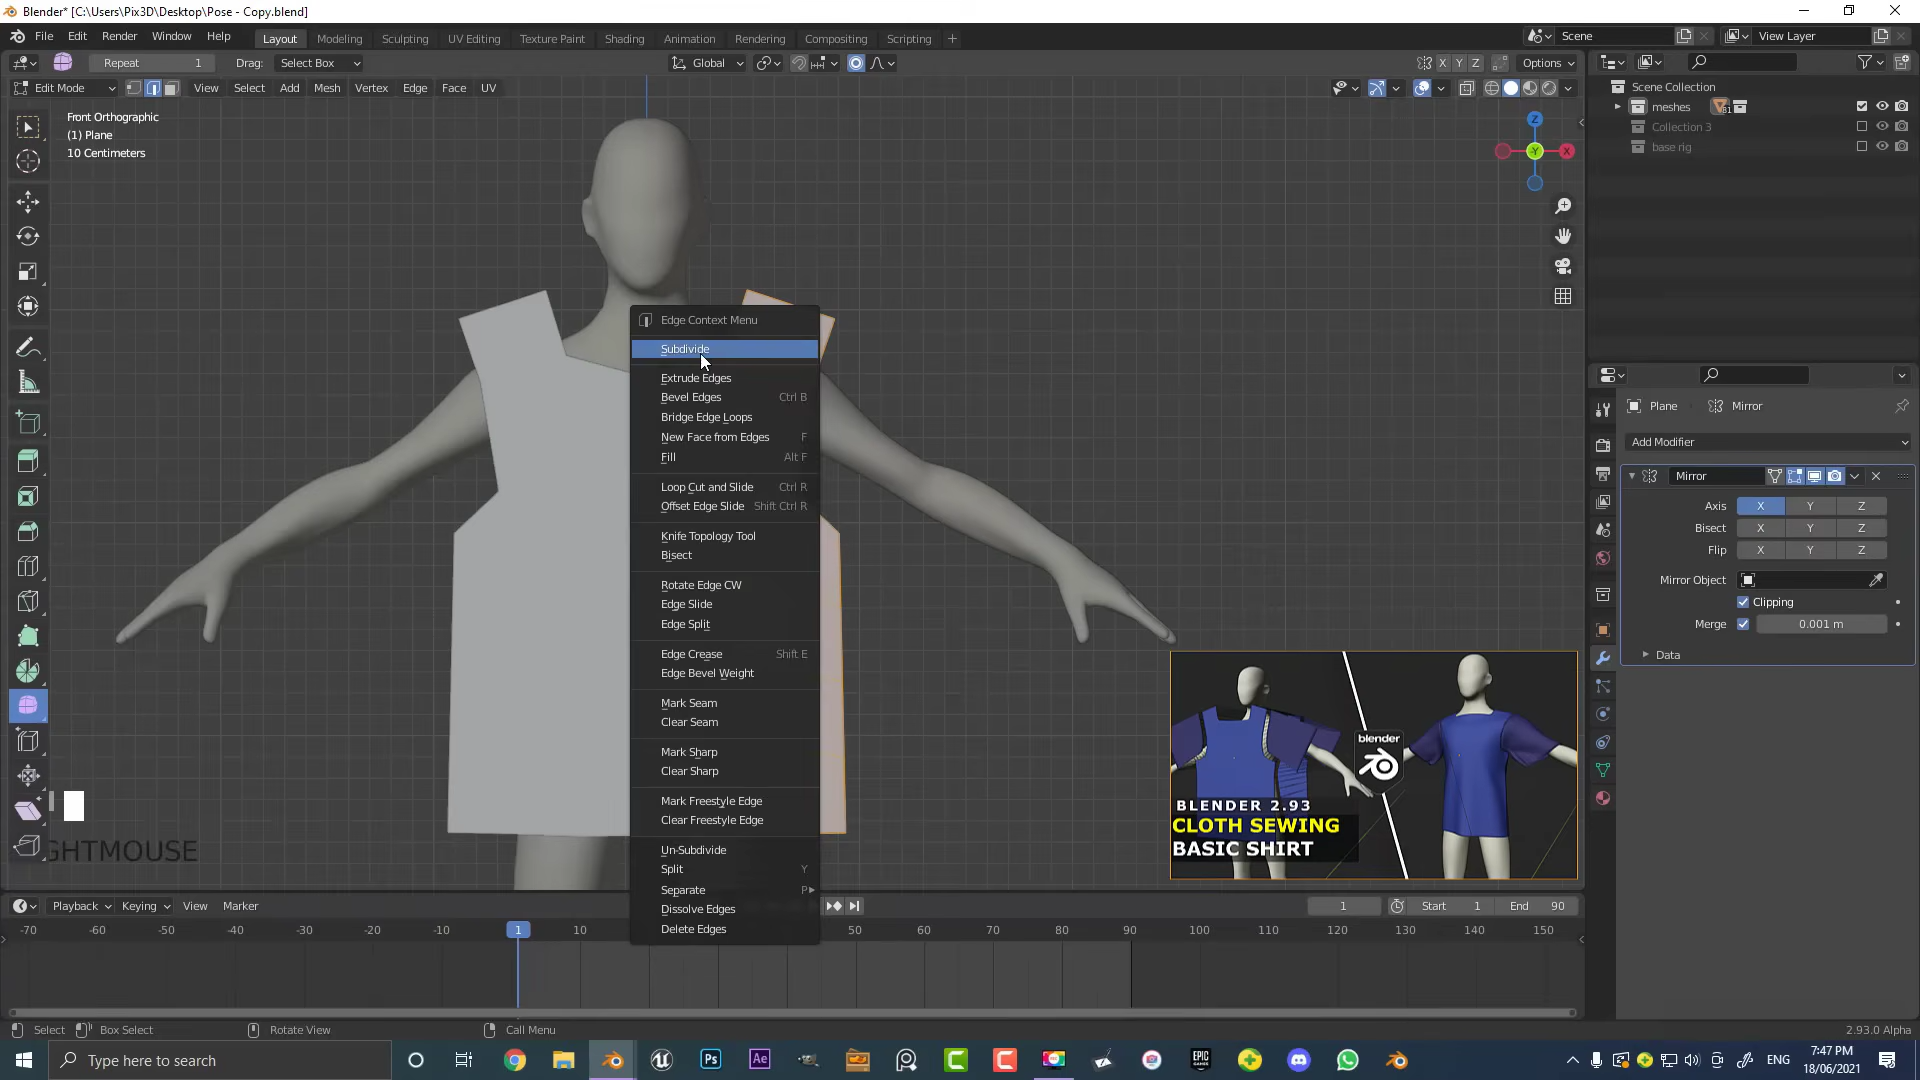 Blender* [C:\Users\Pix3D\Desktop\Pose - Copy.blend]
File Edit Render Window Help
Layout Modeling Sculpting UV Editing Texture Paint Shading Animation Rendering Compositing Scripting +
Scene
View Layer
Repeat 1 Drag: Select Box
Global
X Y Z Options
Edit Mode View Select Add Mesh Vertex Edge Face UV
Front Orthographic
(1) Plane
10 Centimeters
Z
Y
X
Edge Context Menu
Subdivide
Extrude Edges
Bevel Edges Ctrl B
Bridge Edge Loops
New Face from Edges F
Fill Alt F
Loop Cut and Slide Ctrl R
Offset Edge Slide Shift Ctrl R
Knife Topology Tool
Bisect
Rotate Edge CW
Edge Slide
Edge Split
Edge Crease Shift E
Edge Bevel Weight
Mark Seam
Clear Seam
Mark Sharp
Clear Sharp
Mark Freestyle Edge
Clear Freestyle Edge
Un-Subdivide
Split Y
Separate P
Dissolve Edges
Delete Edges
GHTMOUSE
Scene Collection
meshes 81
Collection 3
base rig
Plane Mirror
Add Modifier
Mirror
Axis X Y Z
Bisect X Y Z
Flip X Y Z
Mirror Object
Clipping
Merge 0.001 m
Data
blender
BLENDER 2.93
CLOTH SEWING
BASIC SHIRT
Playback Keying View Marker
1 Start 1 End 90
-70 -60 -50 -40 -30 -20 -10 1 10 50 60 70 80 90 100 110 120 130 140 150
Select Box Select Rotate View Call Menu
2.93.0 Alpha
Type here to search
Ps
Ae
EPIC GAMES
ENG
7:47 PM
18/06/2021